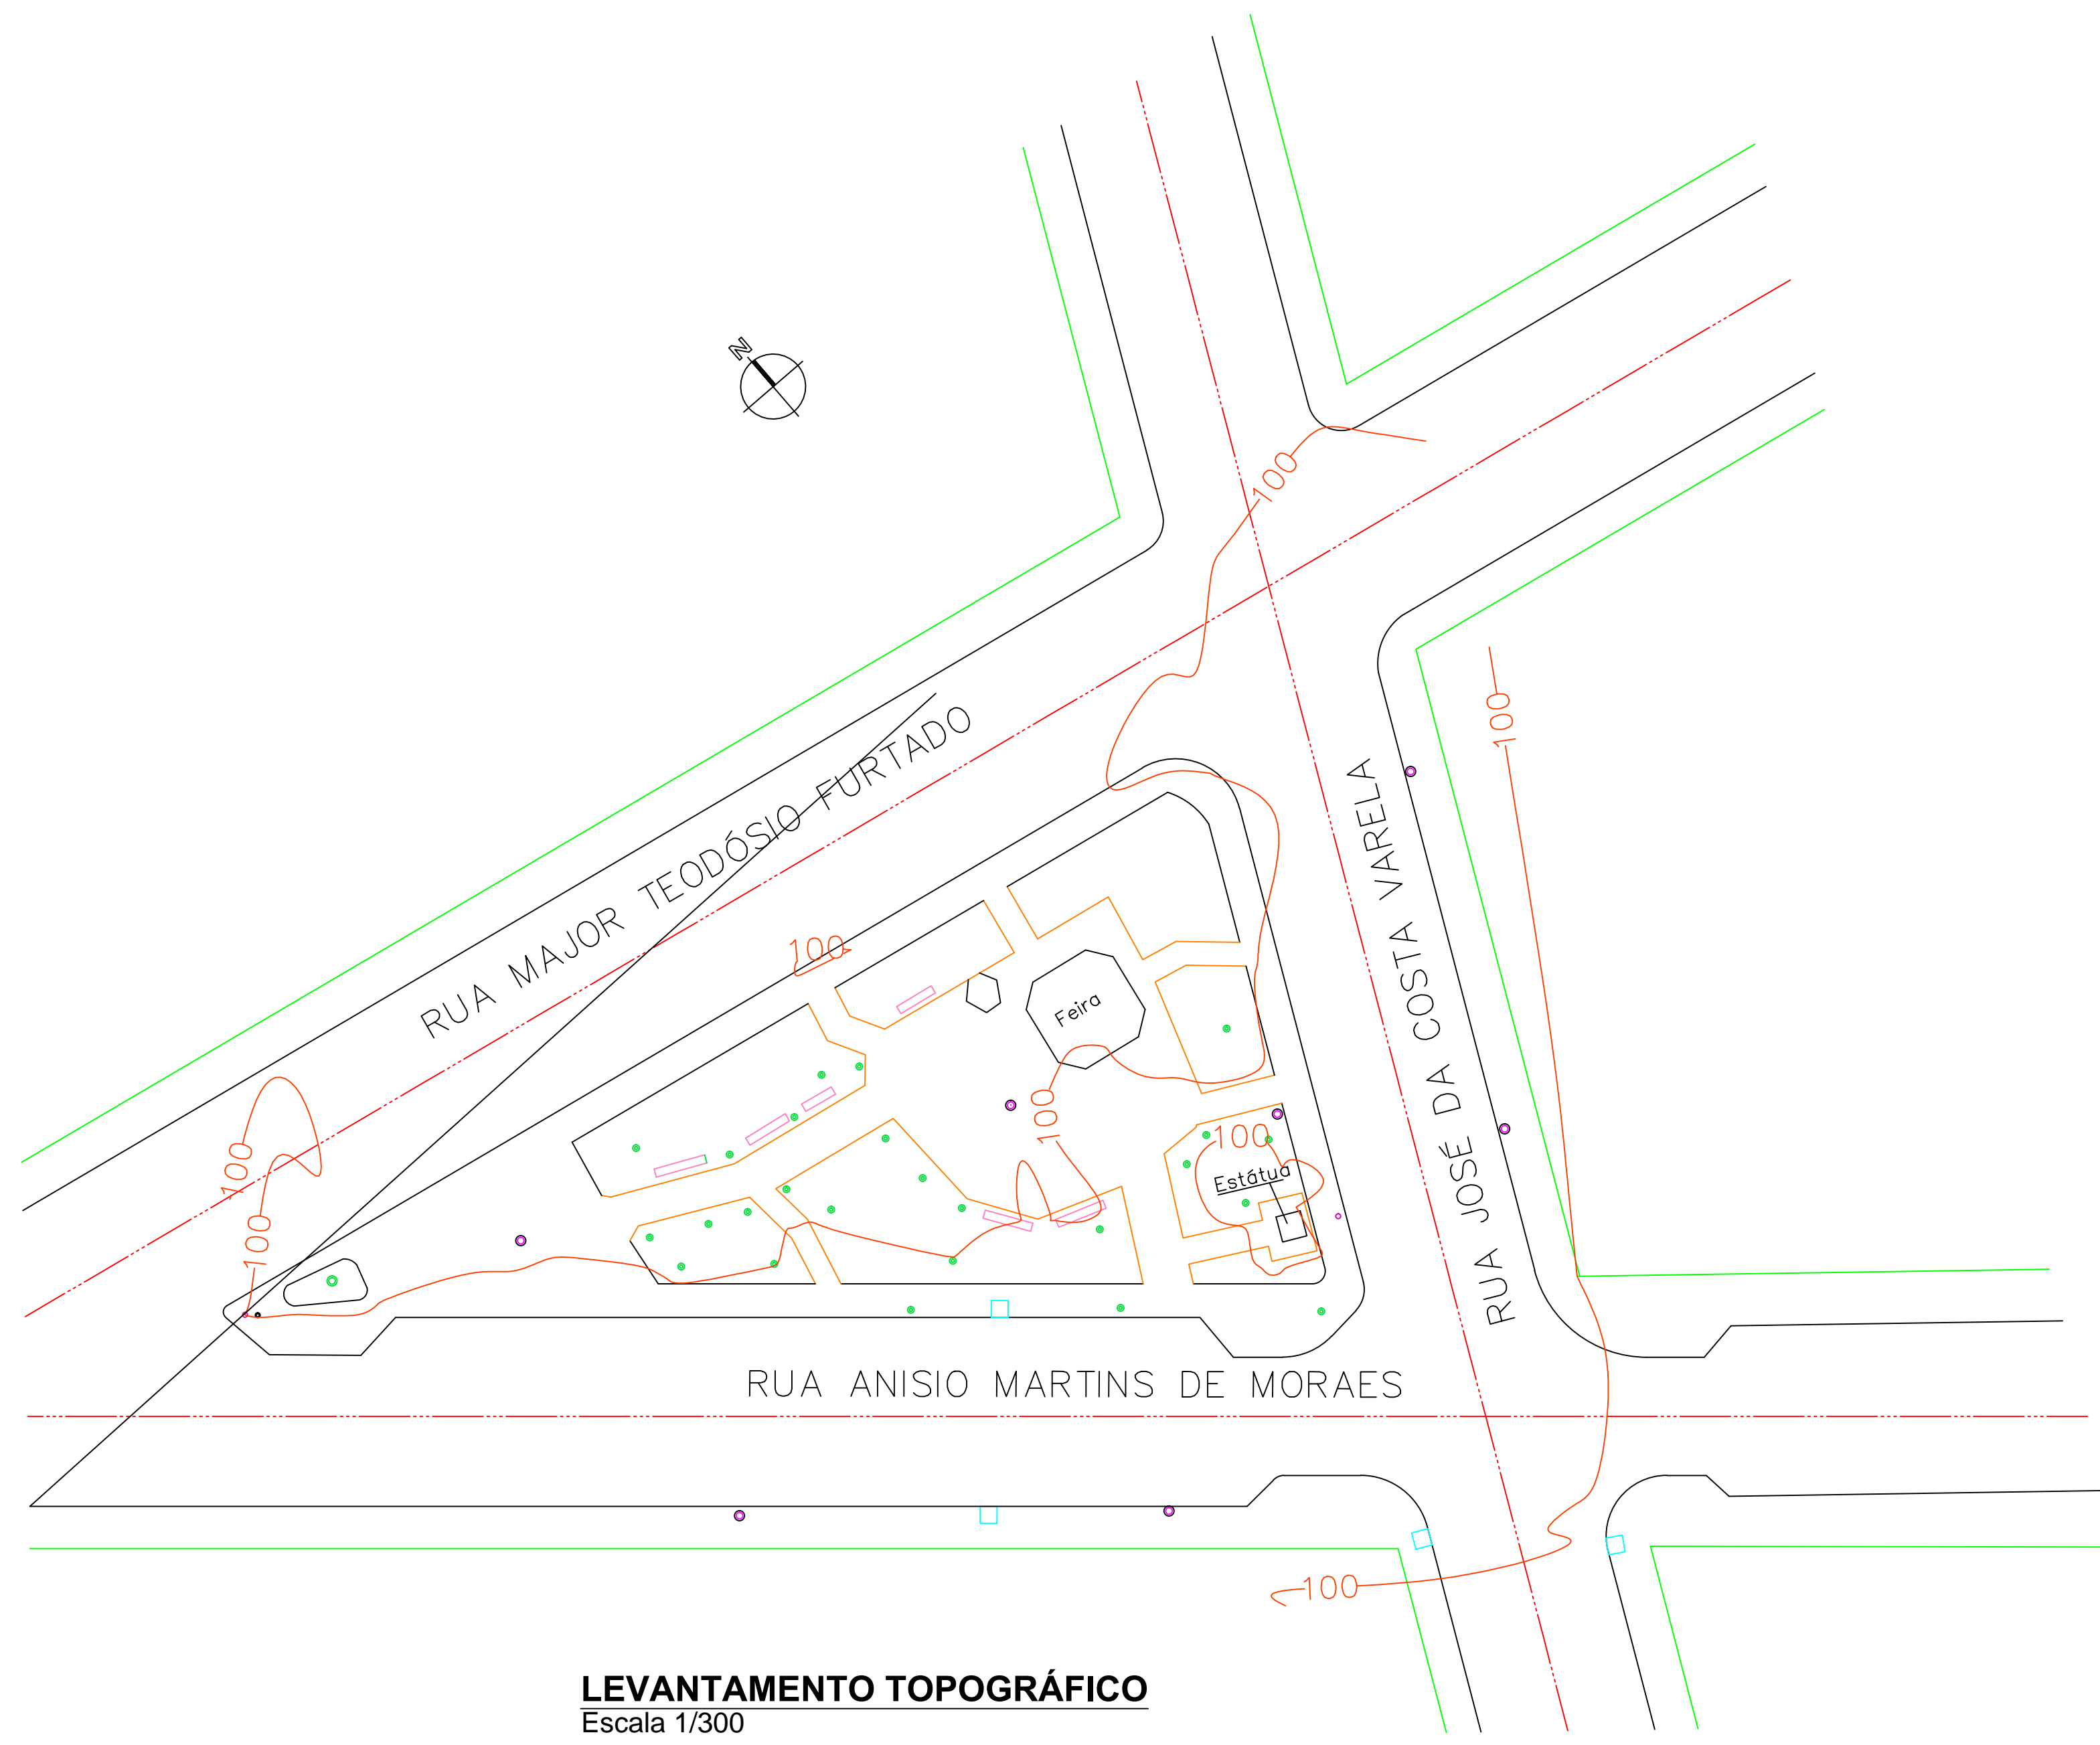 N
100
100
RUA MAJOR TEODÓSIO FURTADO
RUA JOSÉ DA COSTA VARELA
100
Feira
100
100
100
100
Estátua
RUA ANISIO MARTINS DE MORAES
100
LEVANTAMENTO TOPOGRÁFICO
Escala 1/300